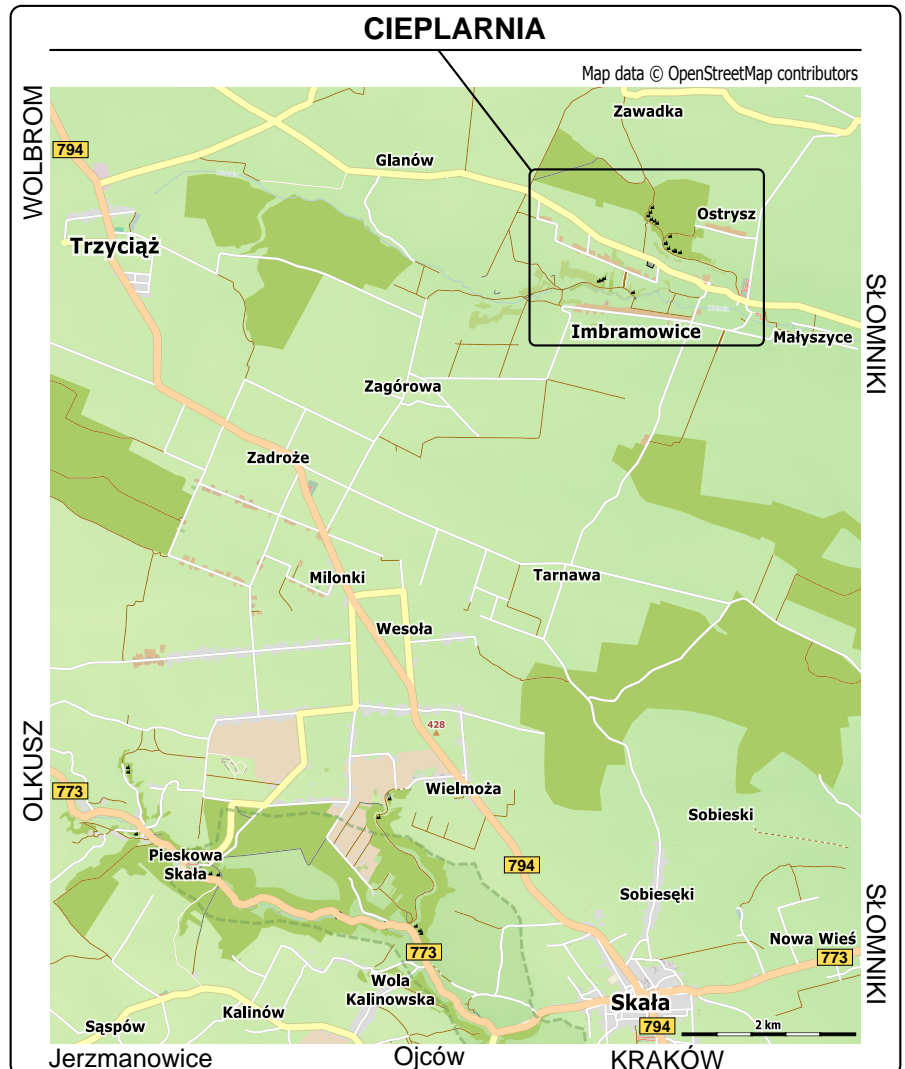 CIEPLARNIA
Map data © OpenStreetMap contributors
WOLBROM
Zawadka
794
Glanów
Ostrysz
Trzyciąż
SŁOMNIKI
Imbramowice
Małyszyce
Zagórowa
Zadroże
Milonki
Tarnawa
Wesoła
OLKUSZ
428
773
Wielmoża
Sobieski
Pieskowa
Skała
794
Sobiesęki
SŁOMNIKI
Nowa Wieś
773
773
Wola
Kalinowska
Skała
Kalinów
Sąspów
794
2 km
Jerzmanowice
Ojców
KRAKÓW